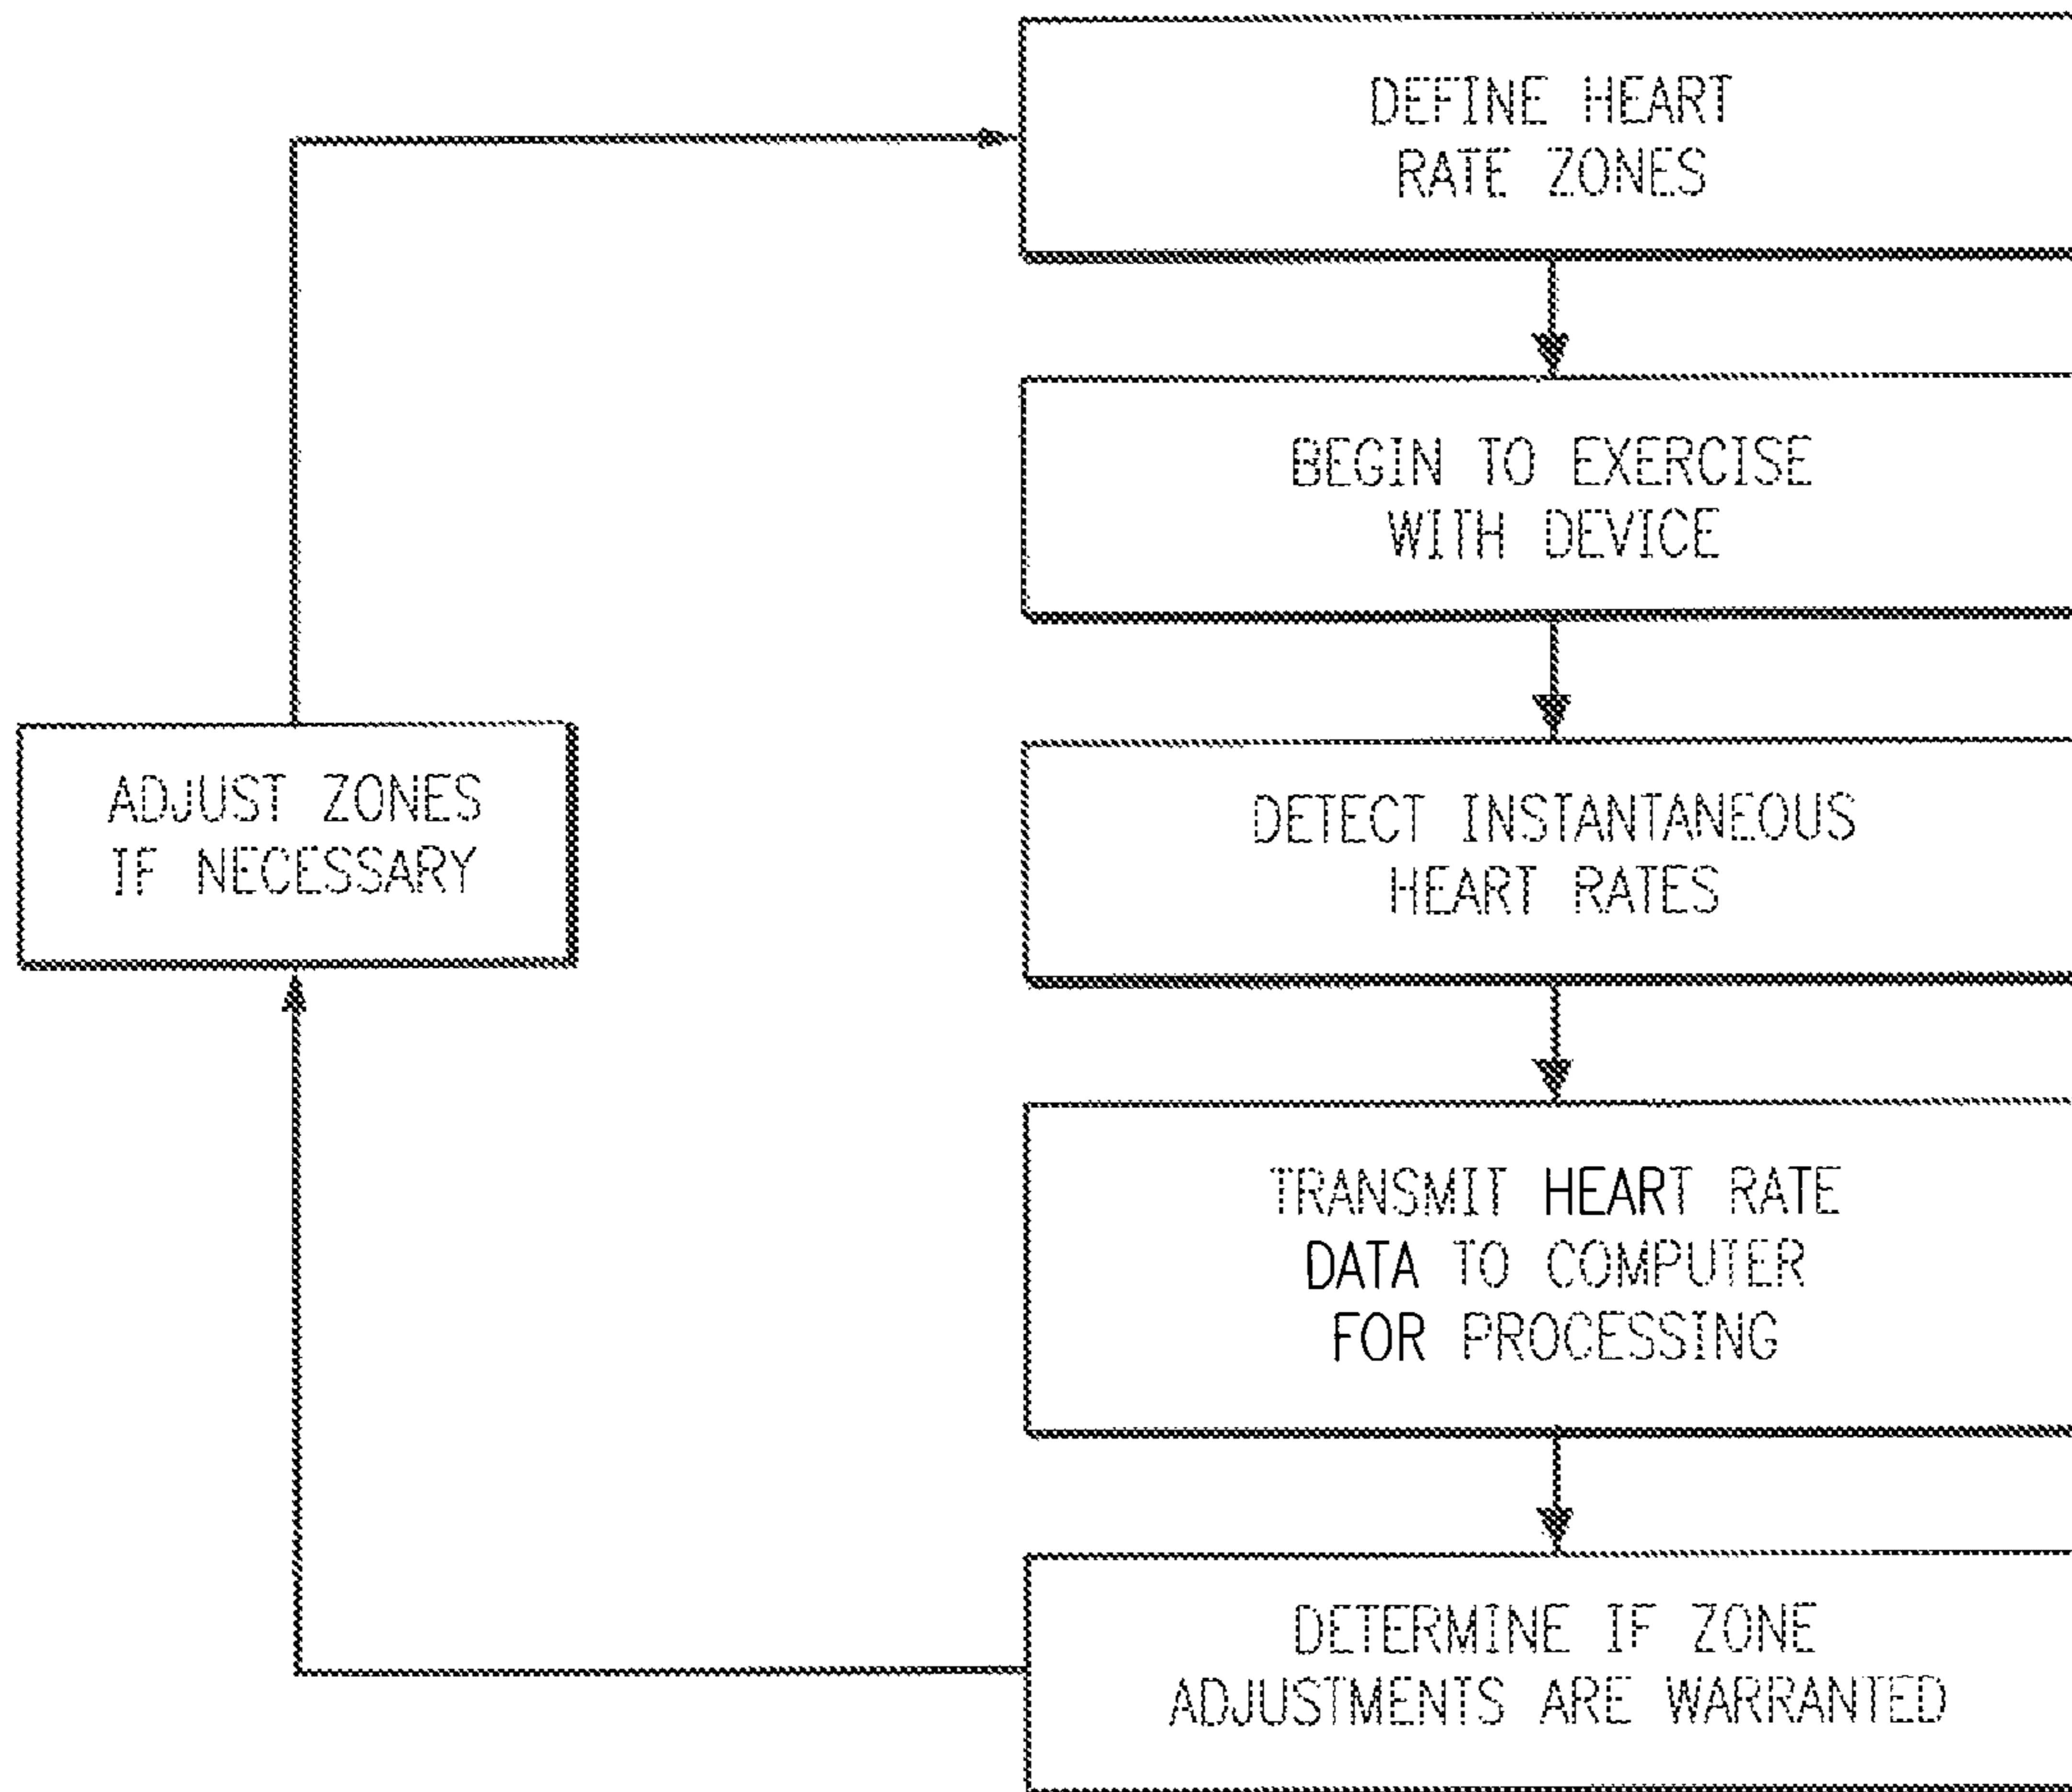 DEFINE HEART
RATE ZONES
BEGIN TO EXERCISE
WITH DEVICE
DETECT INSTANTANEOUS
HEART RATES
TRANSMIT HEART RATE
DATA TO COMPUTER
FOR PROCESSING
DETERMINE IF ZONE
ADJUSTMENTS ARE WARRANTED
ADJUST ZONES
IF NECESSARY